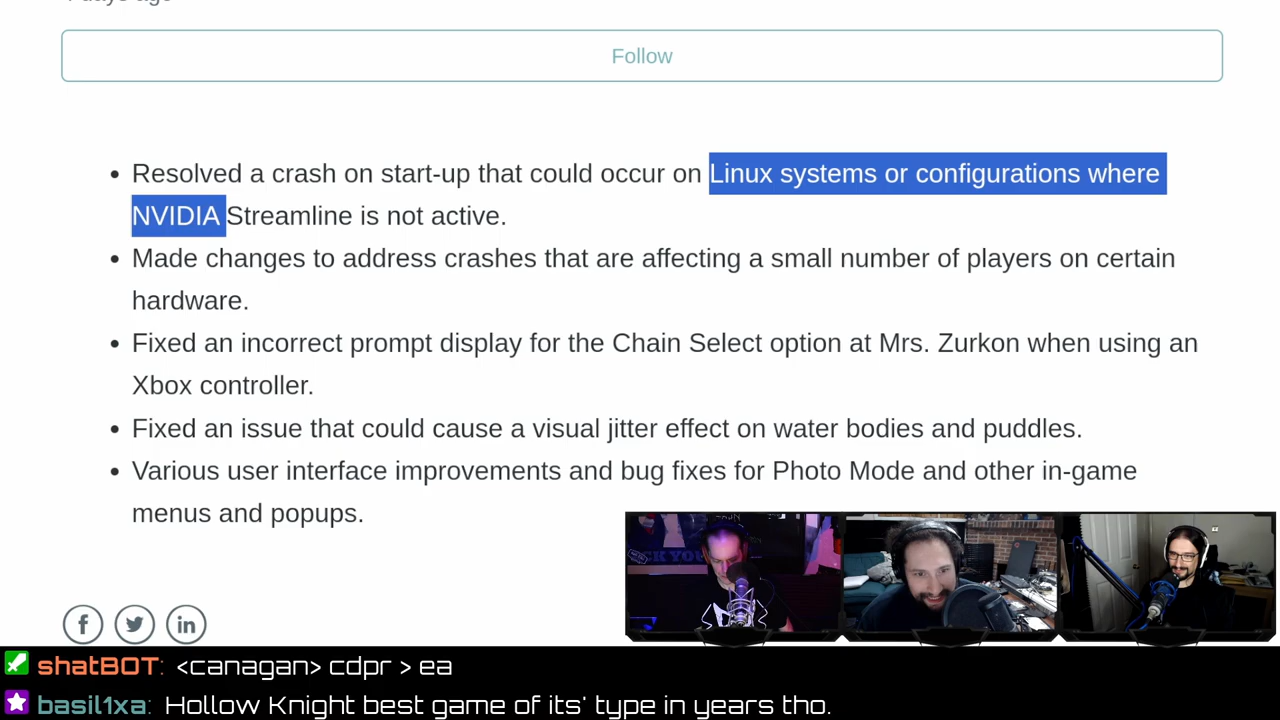 Follow
• Resolved a crash on start-up that could occur on Linux systems or configurations where
NVIDIA Streamline is not active.
• Made changes to address crashes that are affecting a small number of players on certain
hardware.
• Fixed an incorrect prompt display for the Chain Select option at Mrs. Zurkon when using an
Xbox controller.
• Fixed an issue that could cause a visual jitter effect on water bodies and puddles.
• Various user interface improvements and bug fixes for Photo Mode and other in-game
menus and popups.
shatBOT: <canagan> cdpr > ea
basil1xa: Hollow Knight best game of its' type in years tho.